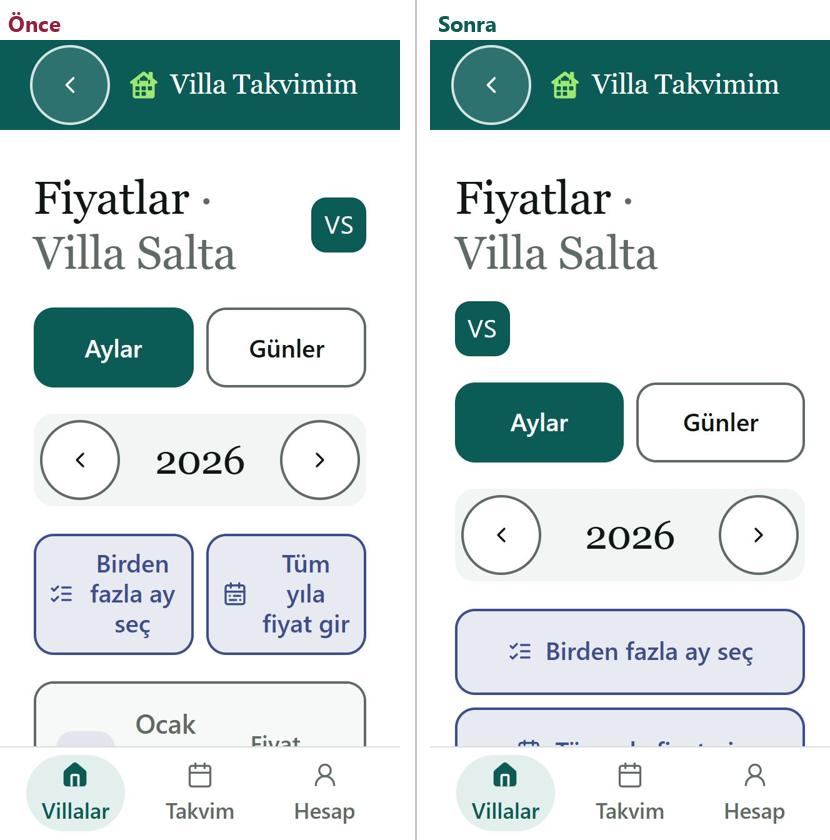 Önce
Villa Takvimim
Fiyatlar ·
Villa Salta
VS
Aylar
Günler
2026
Birden
fazla ay
seç
Tüm
yıla
fiyat gir
Ocak
Fiyat
Villalar
Takvim
Hesap
Sonra
Villa Takvimim
Fiyatlar ·
Villa Salta
VS
Aylar
Günler
2026
Birden fazla ay seç
Villalar
Takvim
Hesap